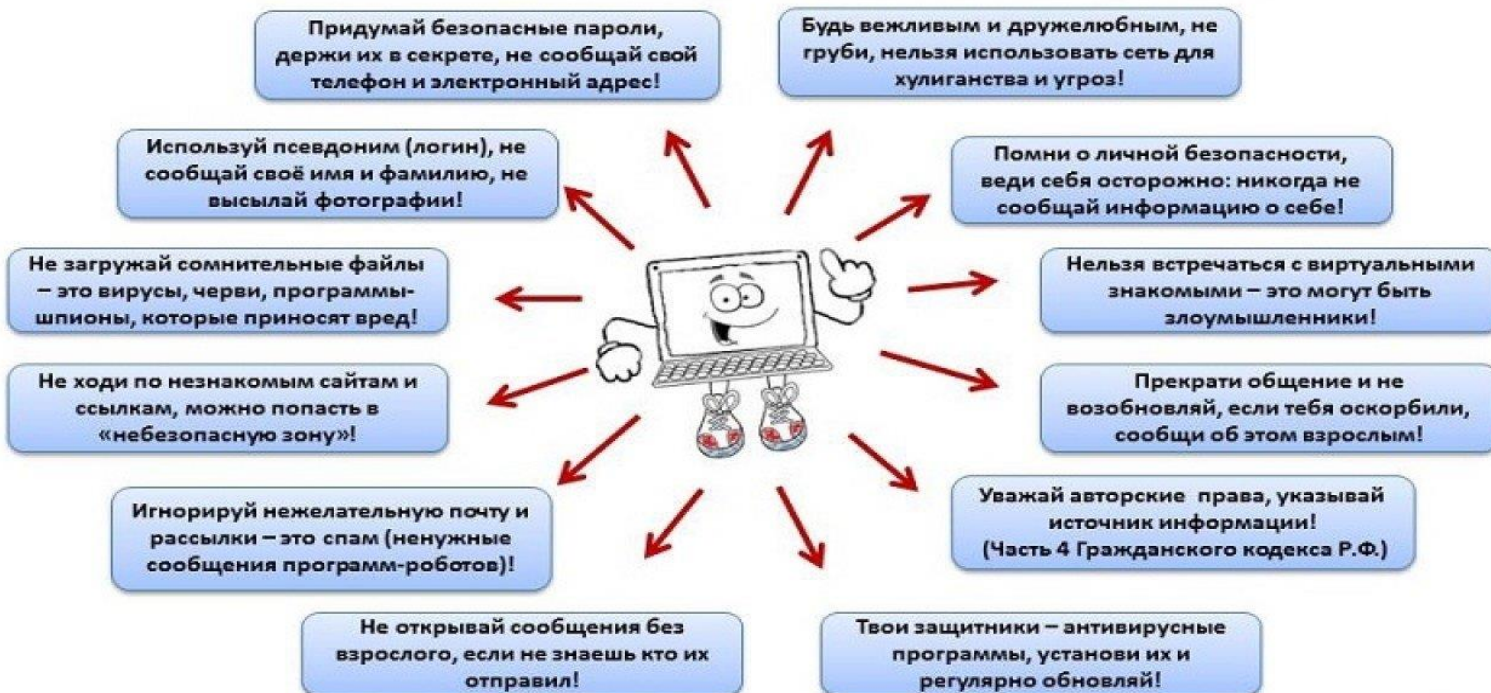 Придумай безопасные пароли,
держи их в секрете, не сообщай свой
телефон и электронный адрес!
Будь вежливым и дружелюбным, не
груби, нельзя использовать сеть для
хулиганства и угроз!
Используй псевдоним (логин), не
сообщай своё имя и фамилию, не
высылай фотографии!
Помни о личной безопасности,
веди себя осторожно: никогда не
сообщай информацию о себе!
Не загружай сомнительные файлы
– это вирусы, черви, программы-
шпионы, которые приносят вред!
Нельзя встречаться с виртуальными
знакомыми – это могут быть
злоумышленники!
Не ходи по незнакомым сайтам и
ссылкам, можно попасть в
«небезопасную зону»!
Прекрати общение и не
возобновляй, если тебя оскорбили,
сообщи об этом взрослым!
Игнорируй нежелательную почту и
рассылки – это спам (ненужные
сообщения программ-роботов)!
Уважай авторские права, указывай
источник информации!
(Часть 4 Гражданского кодекса Р.Ф.)
Не открывай сообщения без
взрослого, если не знаешь кто их
отправил!
Твои защитники – антивирусные
программы, установи их и
регулярно обновляй!